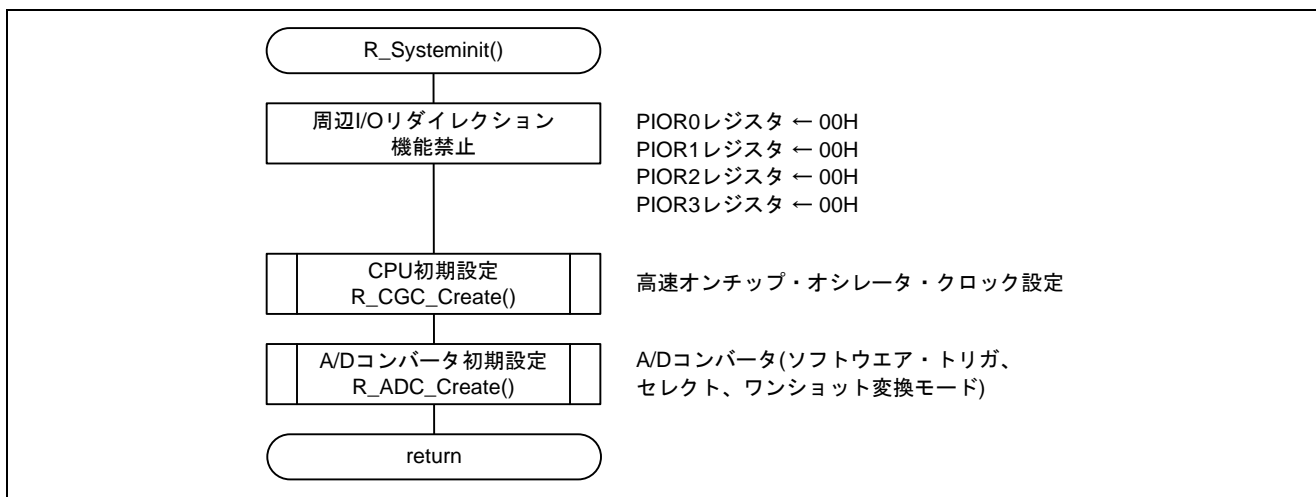 R_Systeminit()
周辺I/Oリダイレクション
機能禁止
PIOR0レジスタ ← 00H
PIOR1レジスタ ← 00H
PIOR2レジスタ ← 00H
PIOR3レジスタ ← 00H
CPU初期設定
R_CGC_Create()
高速オンチップ・オシレータ・クロック設定
A/Dコンバータ初期設定
R_ADC_Create()
A/Dコンバータ(ソフトウエア・トリガ、
セレクト、ワンショット変換モード)
return